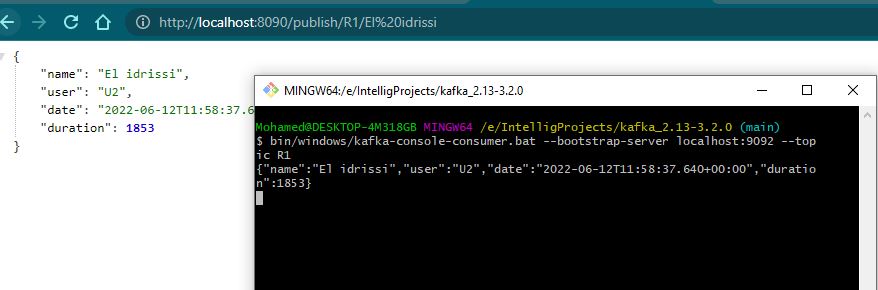 http://localhost:8090/publish/R1/El%20idrissi
{
"name": "El idrissi",
"user": "U2",
"date": "2022-06-12T11:58:37.6
"duration": 1853
}
MINGW64:/e/IntelligProjects/kafka_2.13-3.2.0
Mohamed@DESKTOP-4M318GB MINGW64 /e/IntelligProjects/kafka_2.13-3.2.0 (main)
$ bin/windows/kafka-console-consumer.bat --bootstrap-server localhost:9092 --top
ic R1
{"name":"El idrissi","user":"U2","date":"2022-06-12T11:58:37.640+00:00","duratio
n":1853}